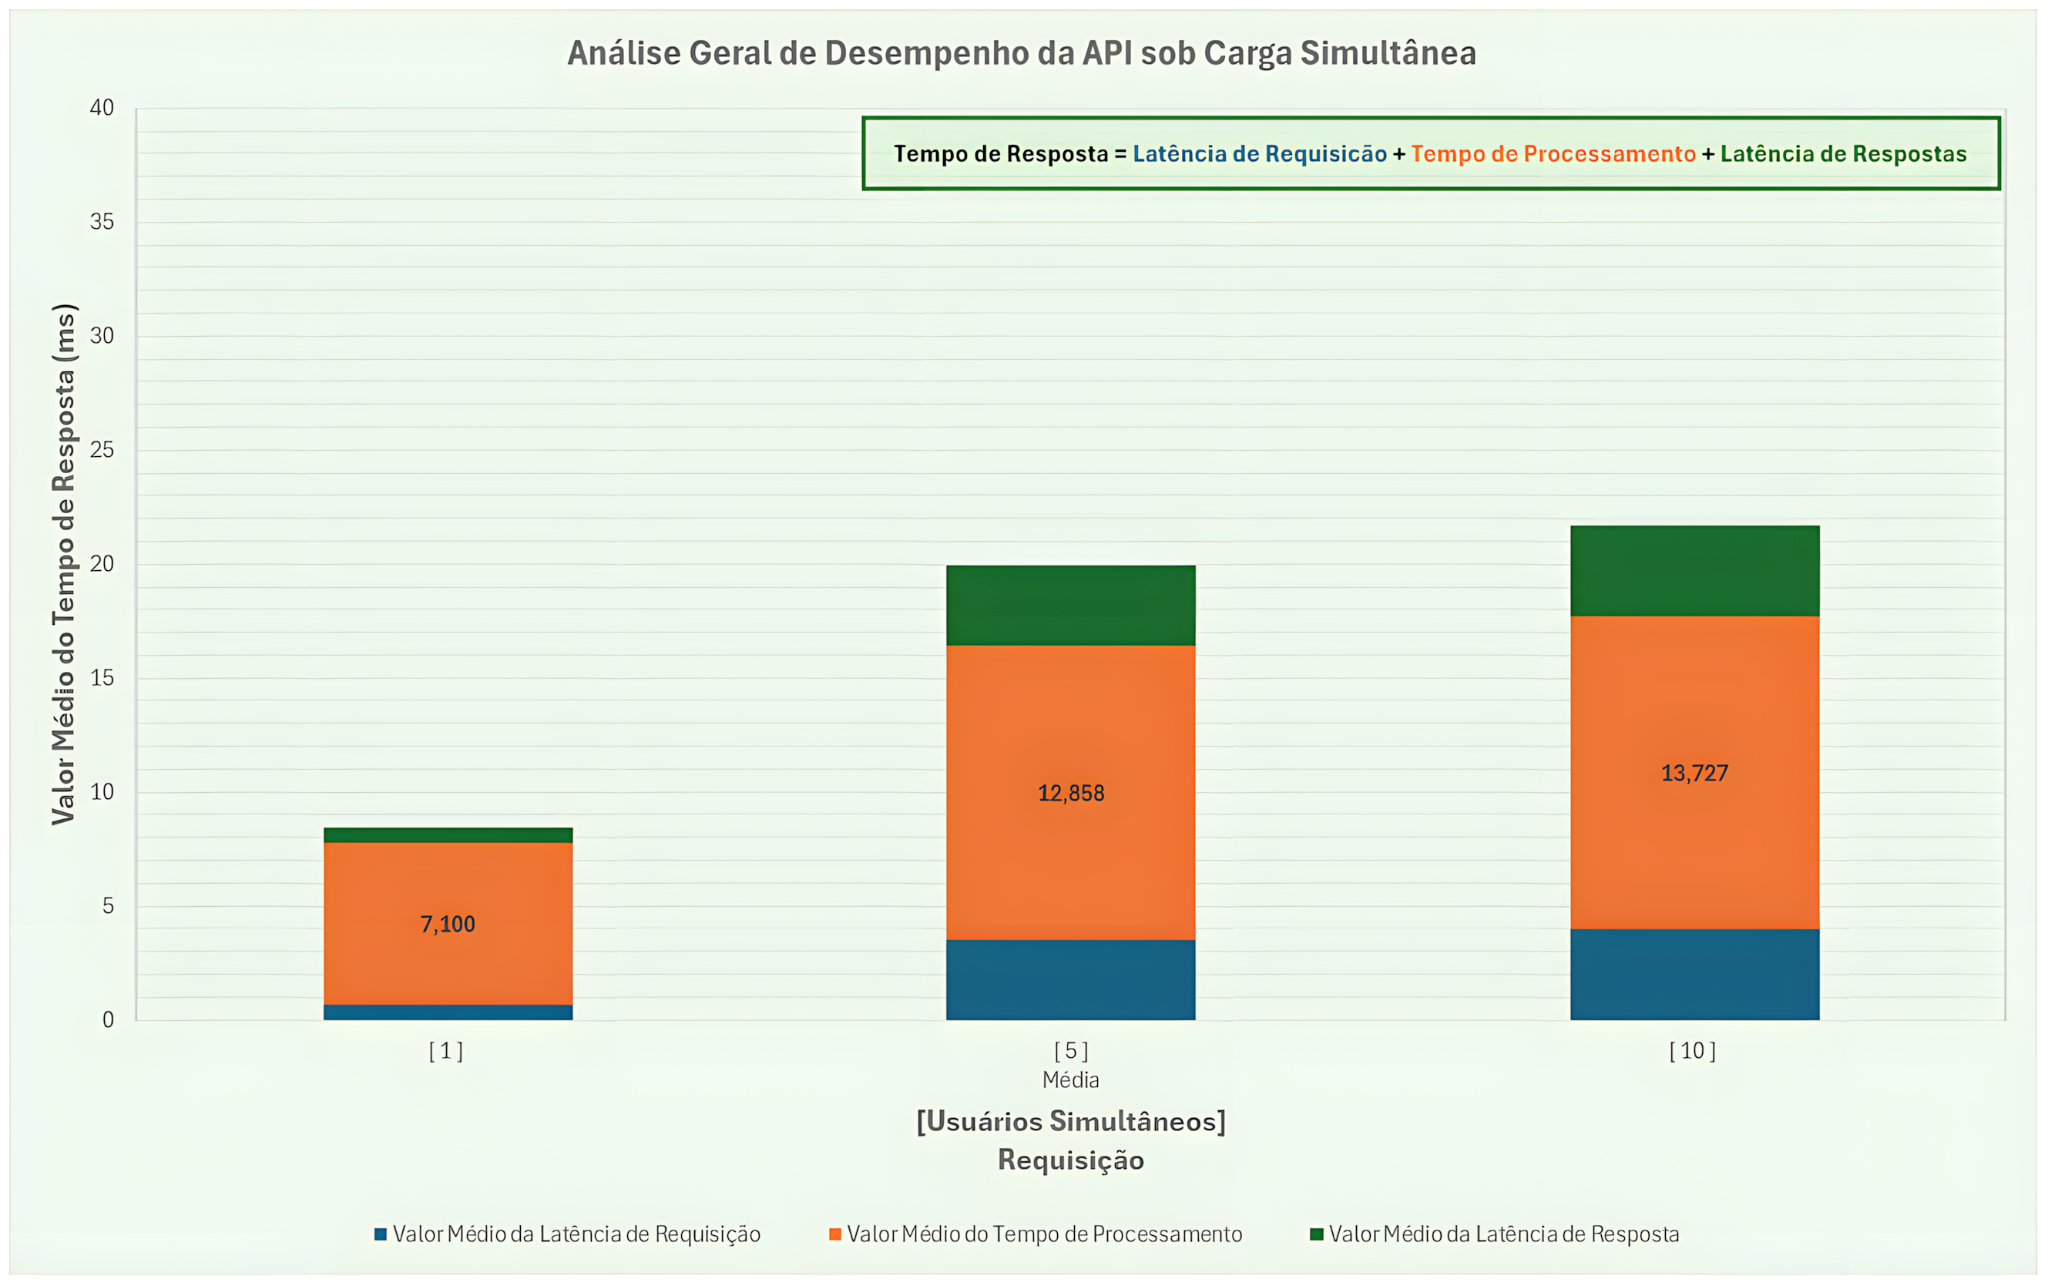 Análise Geral de Desempenho da API sob Carga Simultânea
Tempo de Resposta = Latência de Requisicão + Tempo de Processamento + Latência de Respostas
Valor Médio do Tempo de Resposta (ms)
40
35
30
25
20
15
10
5
0
7,100
12,858
13,727
[ 1 ]
[ 5 ]
[ 10 ]
Média
[Usuários Simultâneos]
Requisição
Valor Médio da Latência de Requisição
Valor Médio do Tempo de Processamento
Valor Médio da Latência de Resposta